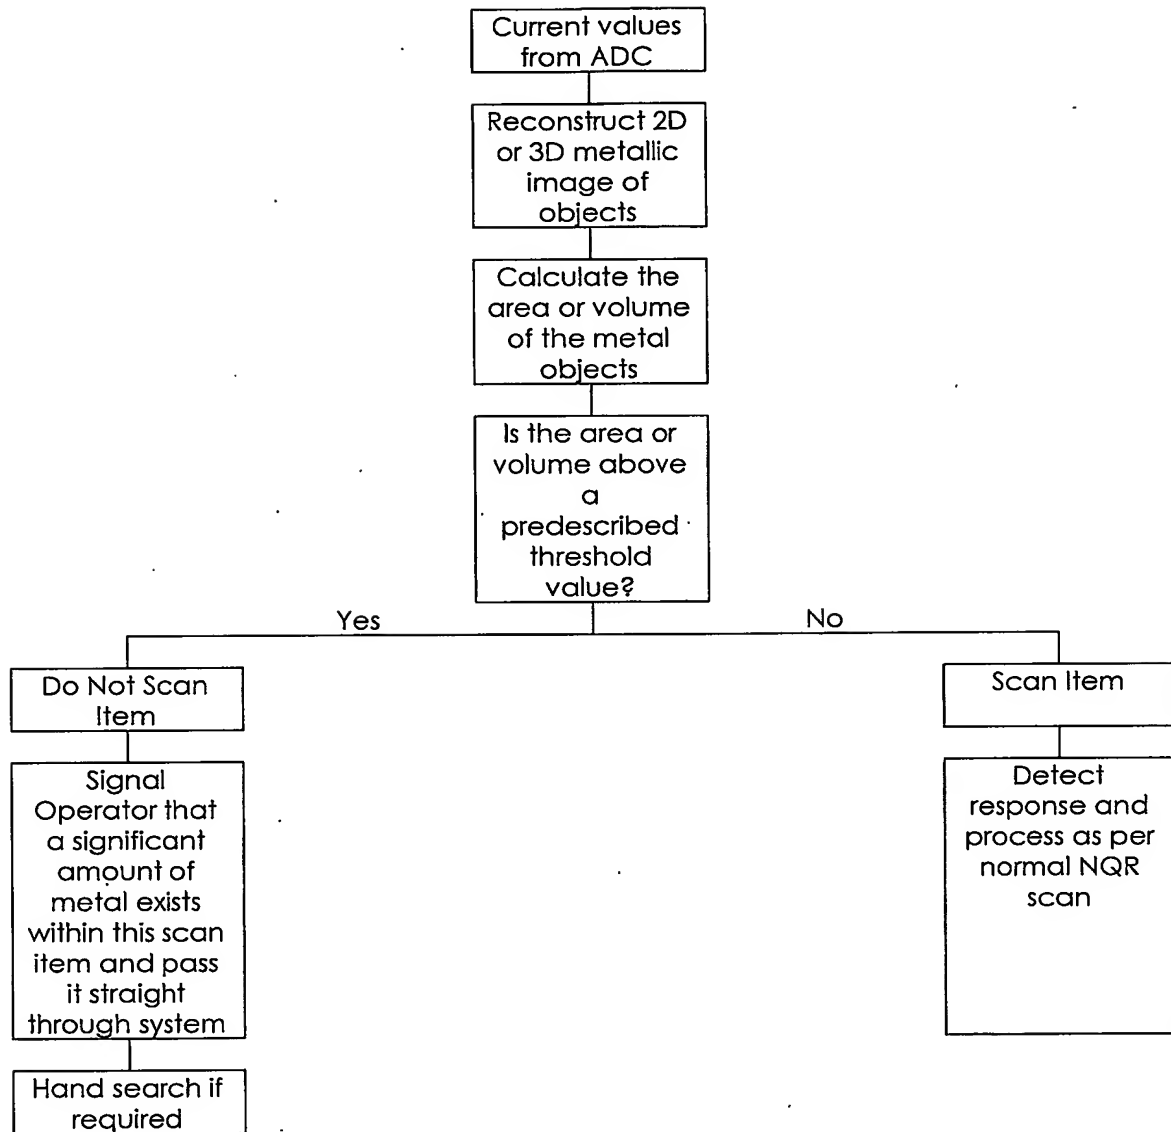 Current values
from ADC
Reconstruct 2D
or 3D metallic
image of
objects
Calculate the
area or volume
of the metal
objects
Is the area or
volume above
a
predescribed
threshold
value?
Yes
No
Do Not Scan
Item
Signal
Operator that
a significant
amount of
metal exists
within this scan
item and pass
it straight
through system
Hand search if
required
Scan Item
Detect
response and
process as per
normal NQR
scan